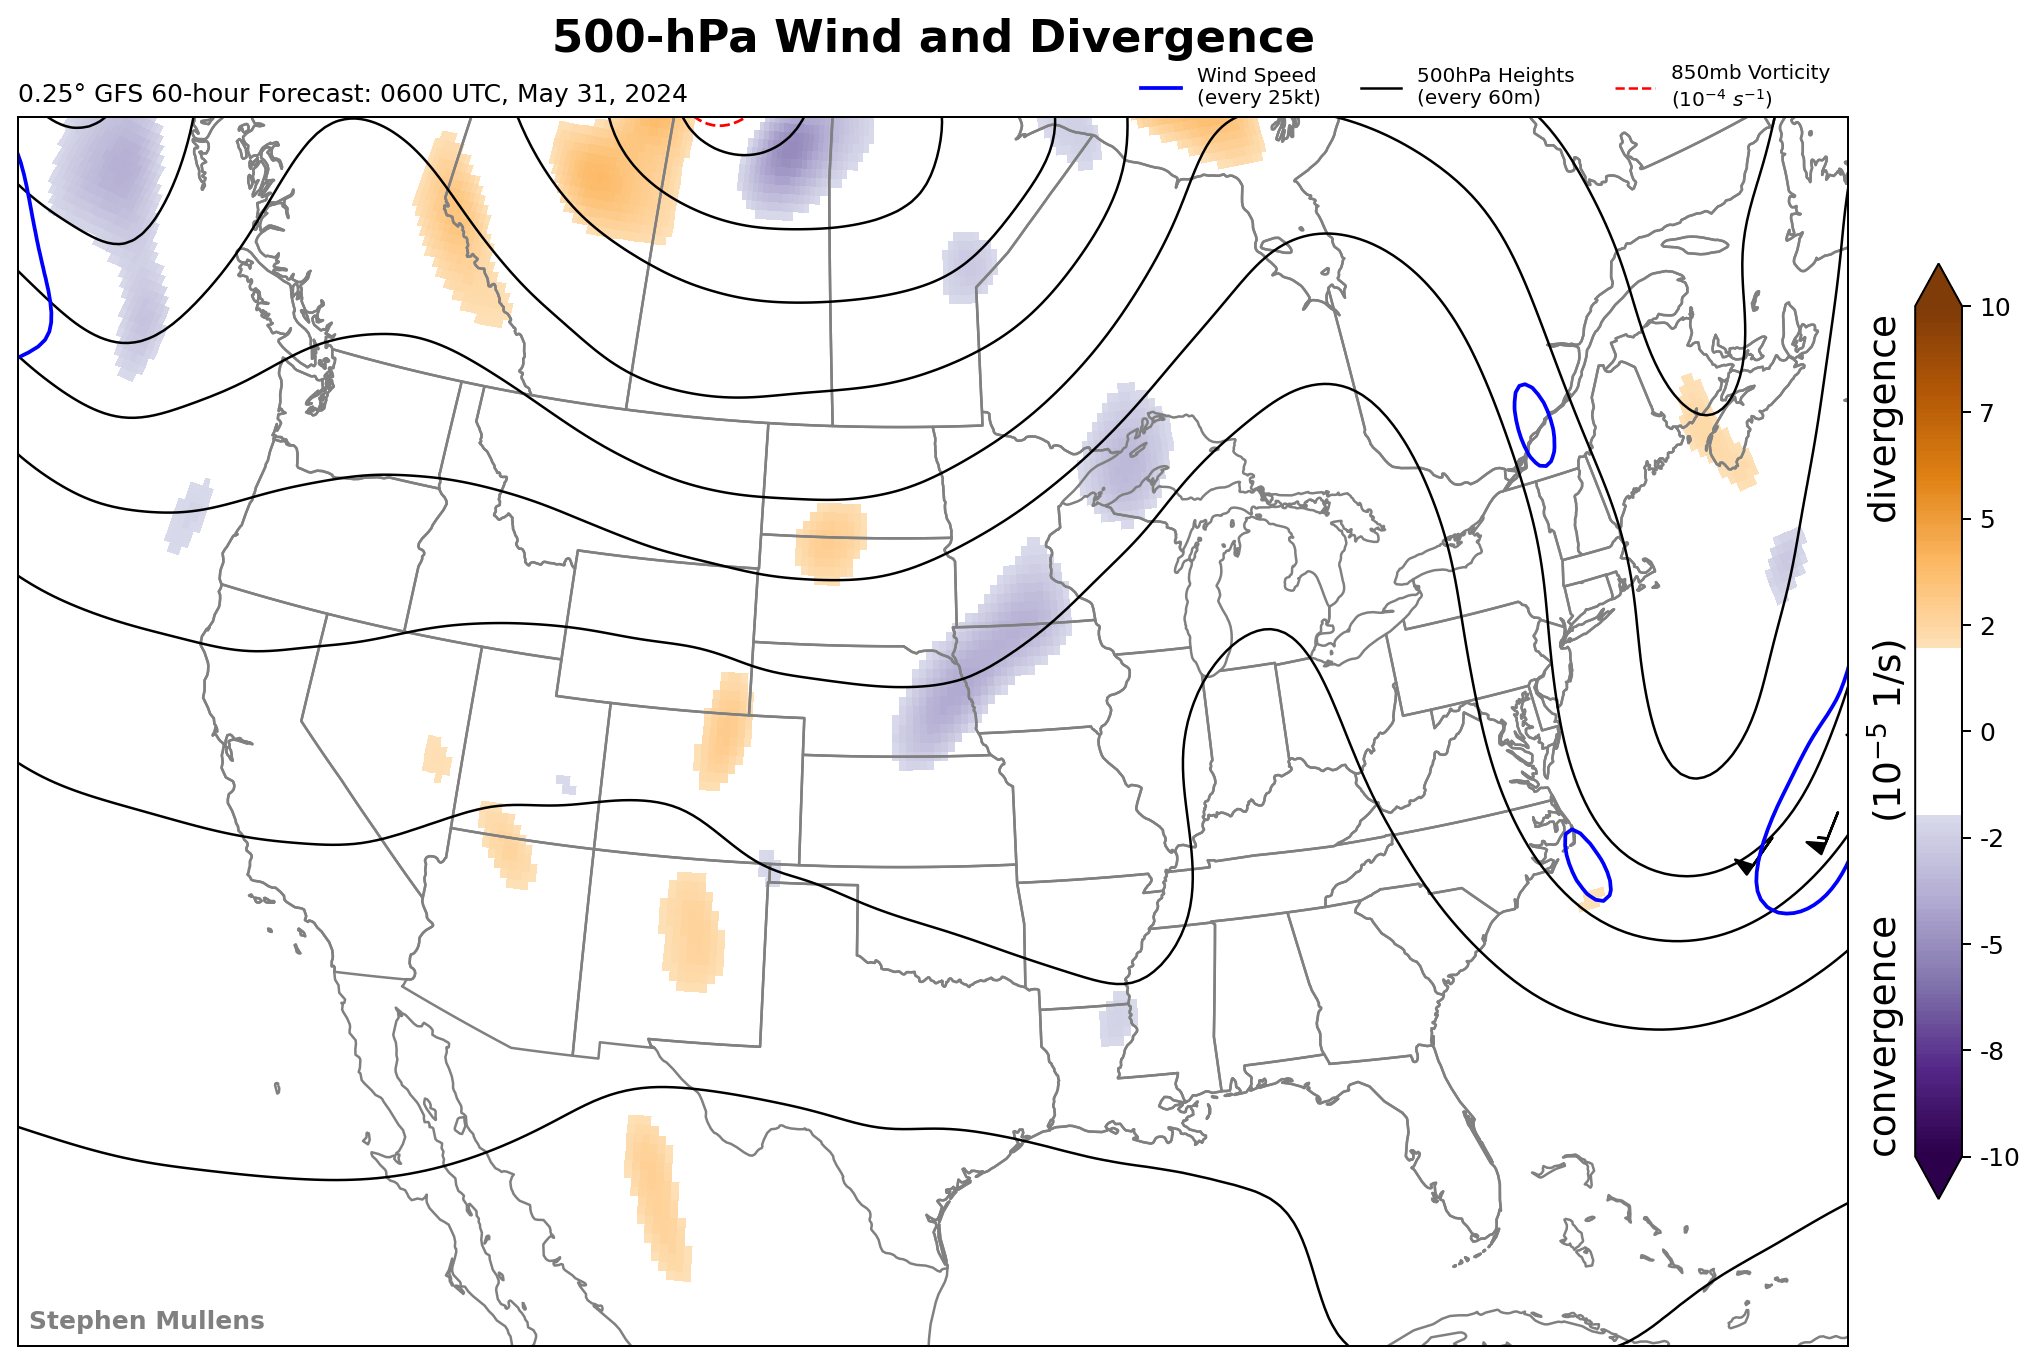 500-hPa Wind and Divergence
0.25° GFS 60-hour Forecast: 0600 UTC, May 31, 2024
Wind Speed
(every 25kt)
500hPa Heights
(every 60m)
850mb Vorticity
(10⁻⁴ s⁻¹)
10
7
5
2
0
-2
-5
-8
-10
divergence
(10⁻⁵ 1/s)
convergence
Stephen Mullens